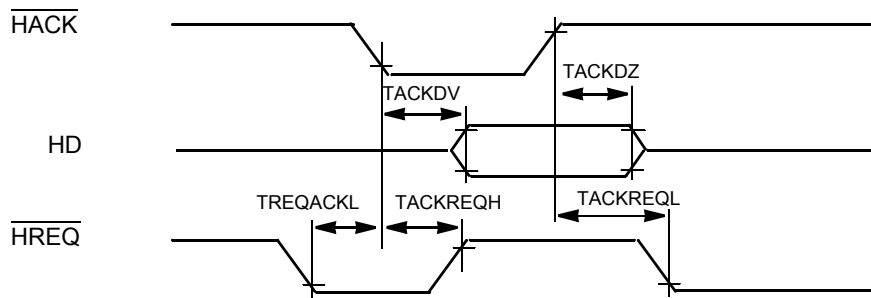 HACK
TACKDZ
TACKDV
HD
TREQACKL TACKREQH TACKREQL
HREQ